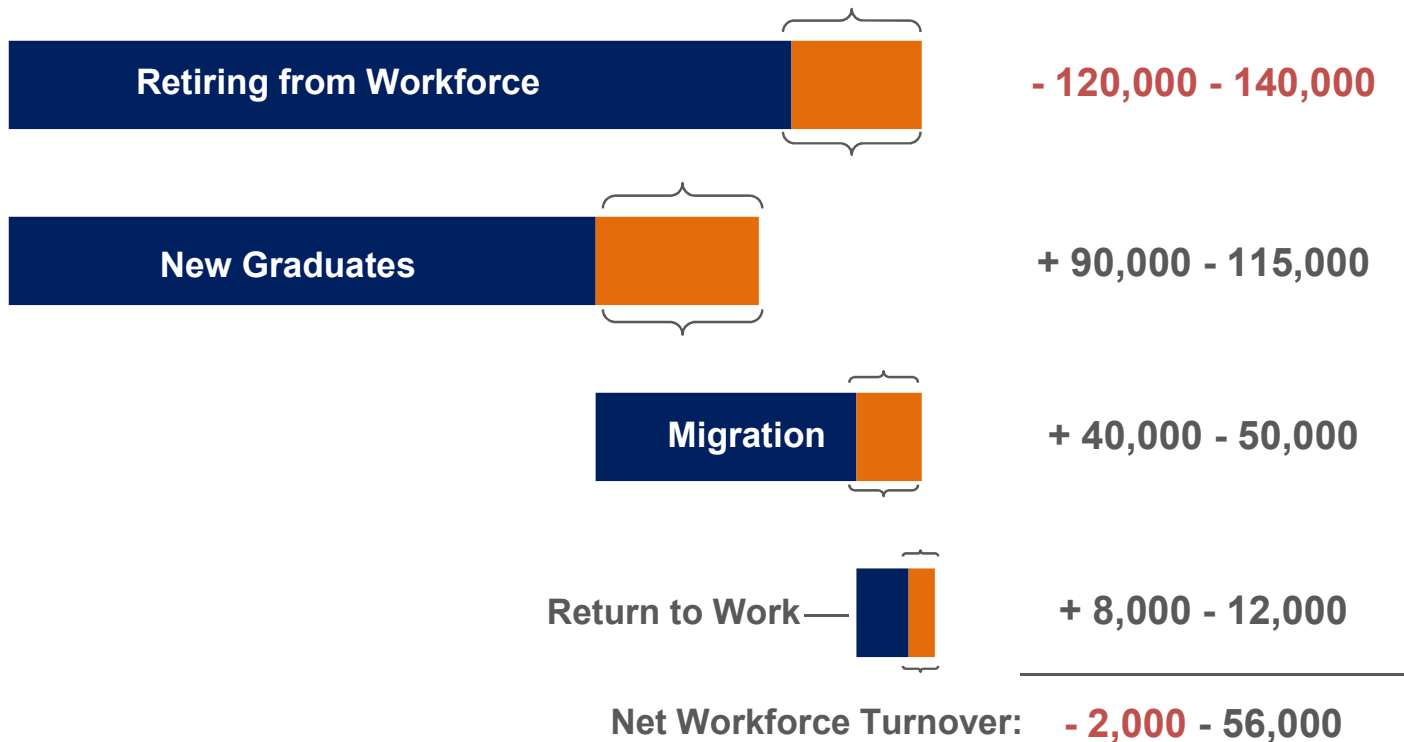 Retiring from Workforce - 120,000 - 140,000
New Graduates + 90,000 - 115,000
Migration + 40,000 - 50,000
Return to Work + 8,000 - 12,000
Net Workforce Turnover: - 2,000 - 56,000